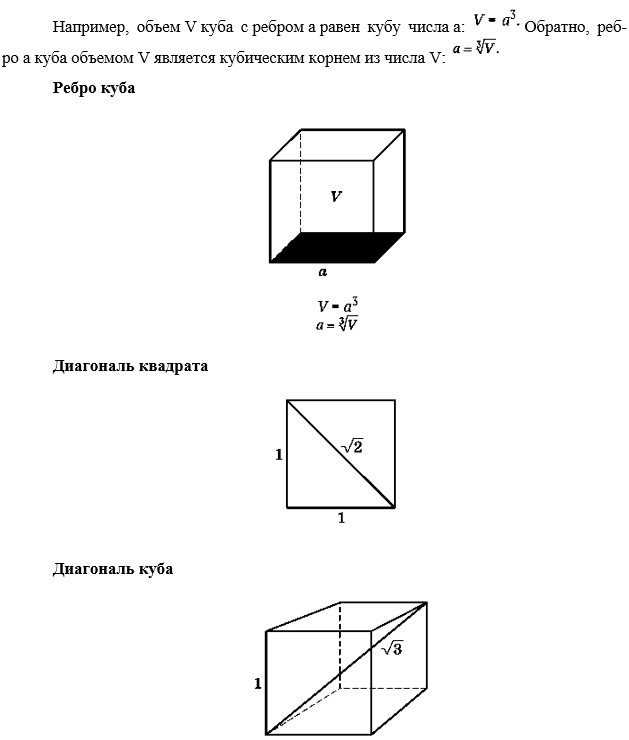 Например, объем V куба с ребром a равен кубу числа a: V = a³. Обратно, реб-
ро a куба объемом V является кубическим корнем из числа V: a = ∛V.
Ребро куба
V
a
V = a³
a = ∛V
Диагональ квадрата
1
√2
1
Диагональ куба
√3
1